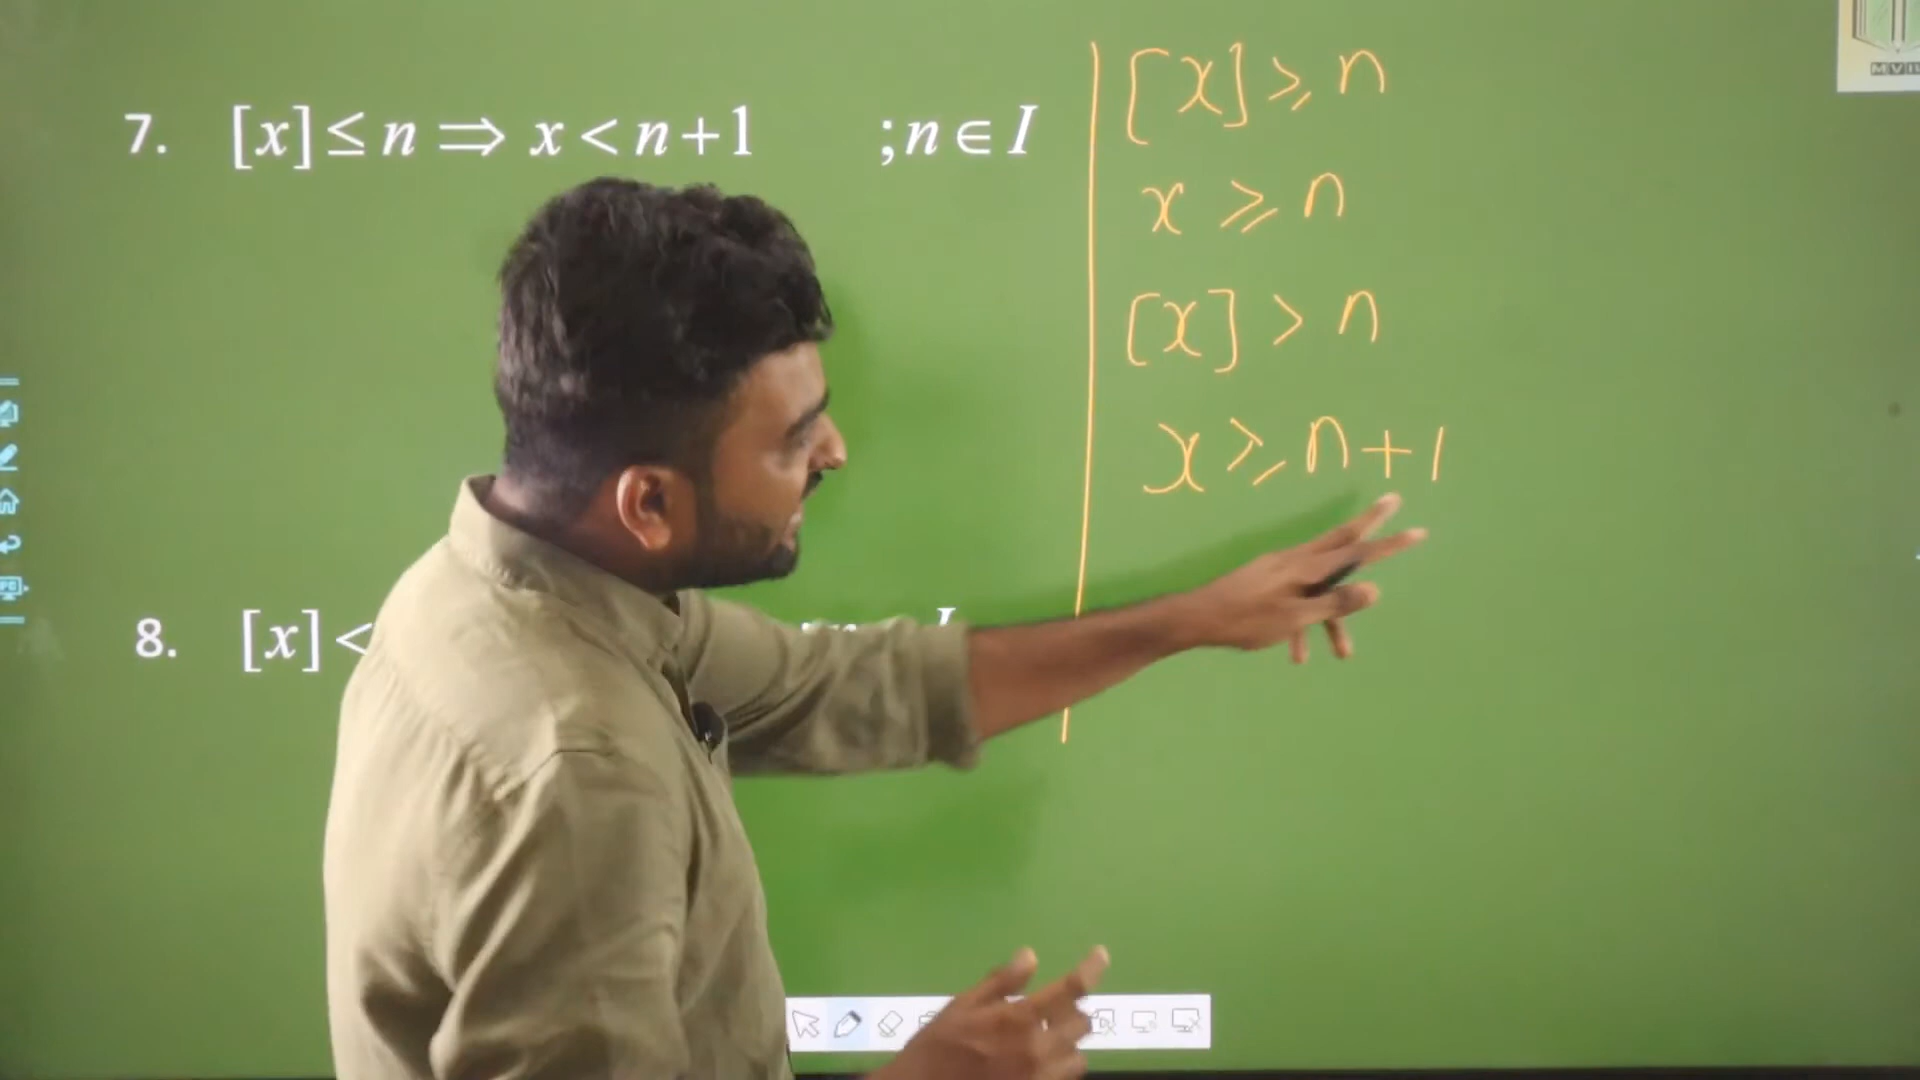 7. [x] ≤ n ⇒ x < n+1 ; n ∈ I
8. [x] <
[x] ⩾ n
x ⩾ n
[x] > n
x ⩾ n+1